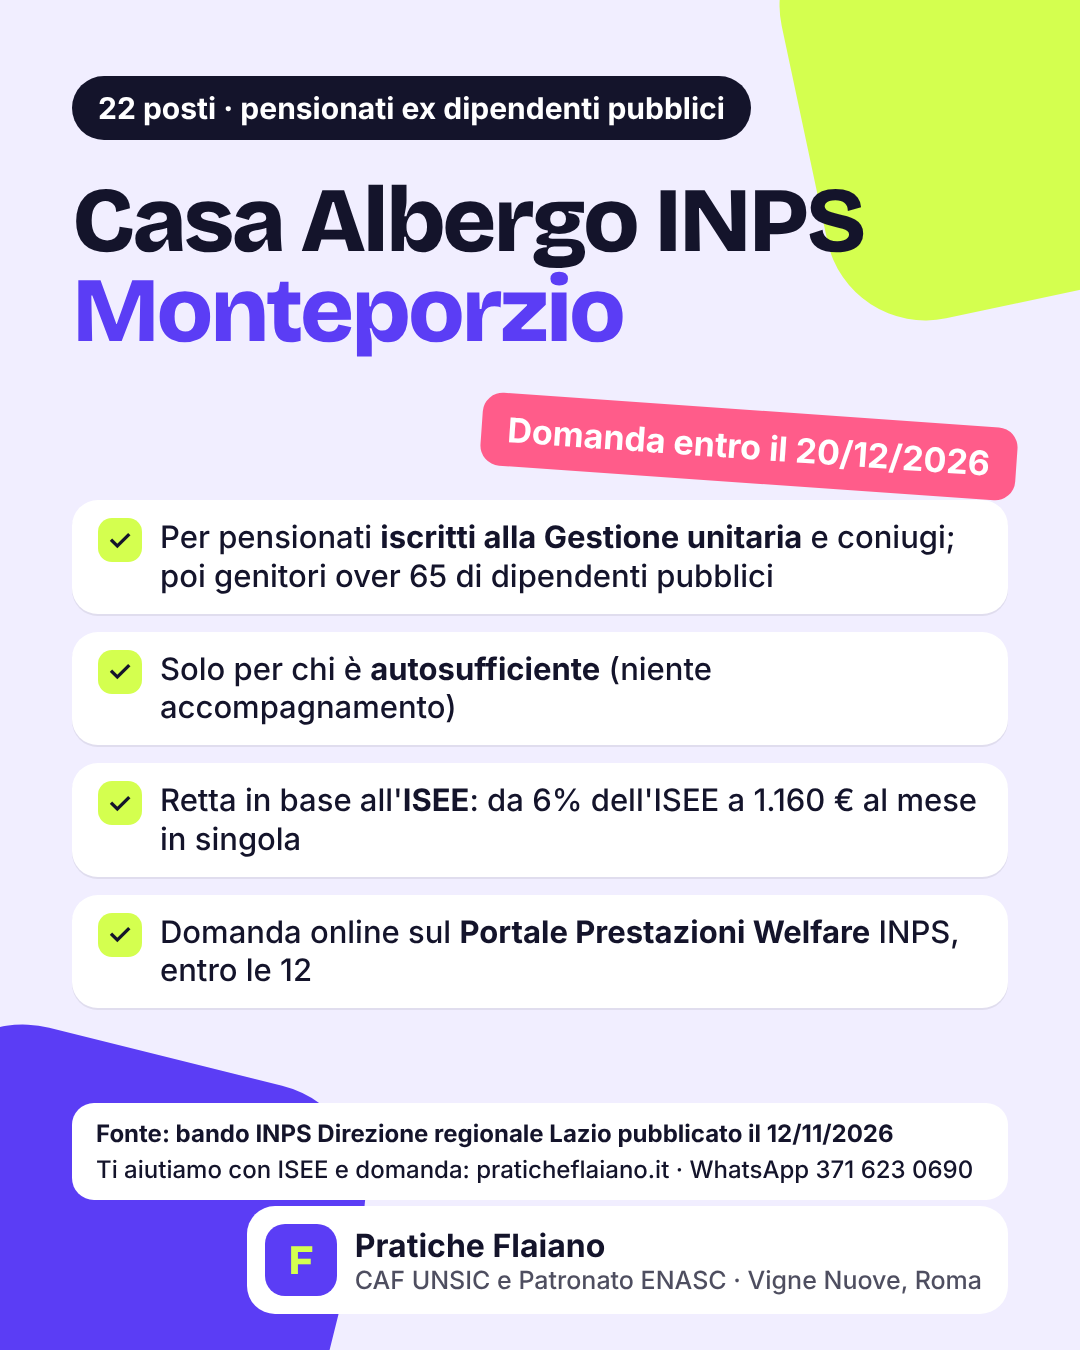 22 posti · pensionati ex dipendenti pubblici
Casa Albergo INPS
Monteporzio
Domanda entro il 20/12/2026
Per pensionati iscritti alla Gestione unitaria e coniugi;
poi genitori over 65 di dipendenti pubblici
Solo per chi è autosufficiente (niente
accompagnamento)
Retta in base all'ISEE: da 6% dell'ISEE a 1.160 € al mese
in singola
Domanda online sul Portale Prestazioni Welfare INPS,
entro le 12
Fonte: bando INPS Direzione regionale Lazio pubblicato il 12/11/2026
Ti aiutiamo con ISEE e domanda: praticheflaiano.it · WhatsApp 371 623 0690
F
Pratiche Flaiano
CAF UNSIC e Patronato ENASC · Vigne Nuove, Roma